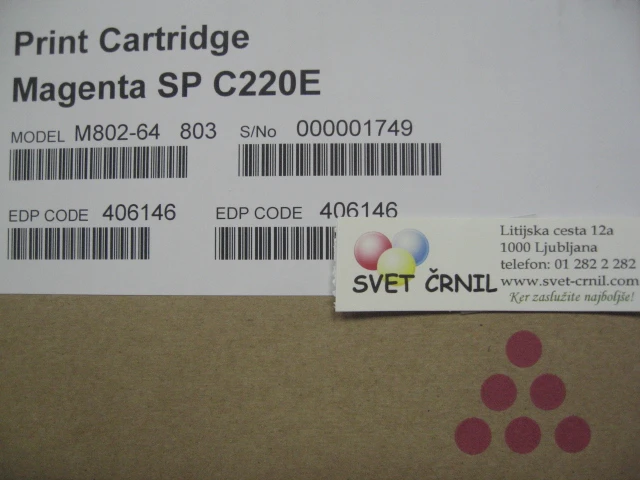 Print Cartridge
Magenta SP C220E
MODEL M802-64 803 S/No 000001749
EDP CODE 406146 EDP CODE 406146
SVET ČRNIL
Litijska cesta 12a
1000 Ljubljana
telefon: 01 282 2 282
www.svet-crnil.com
Ker zaslužite najboljše!